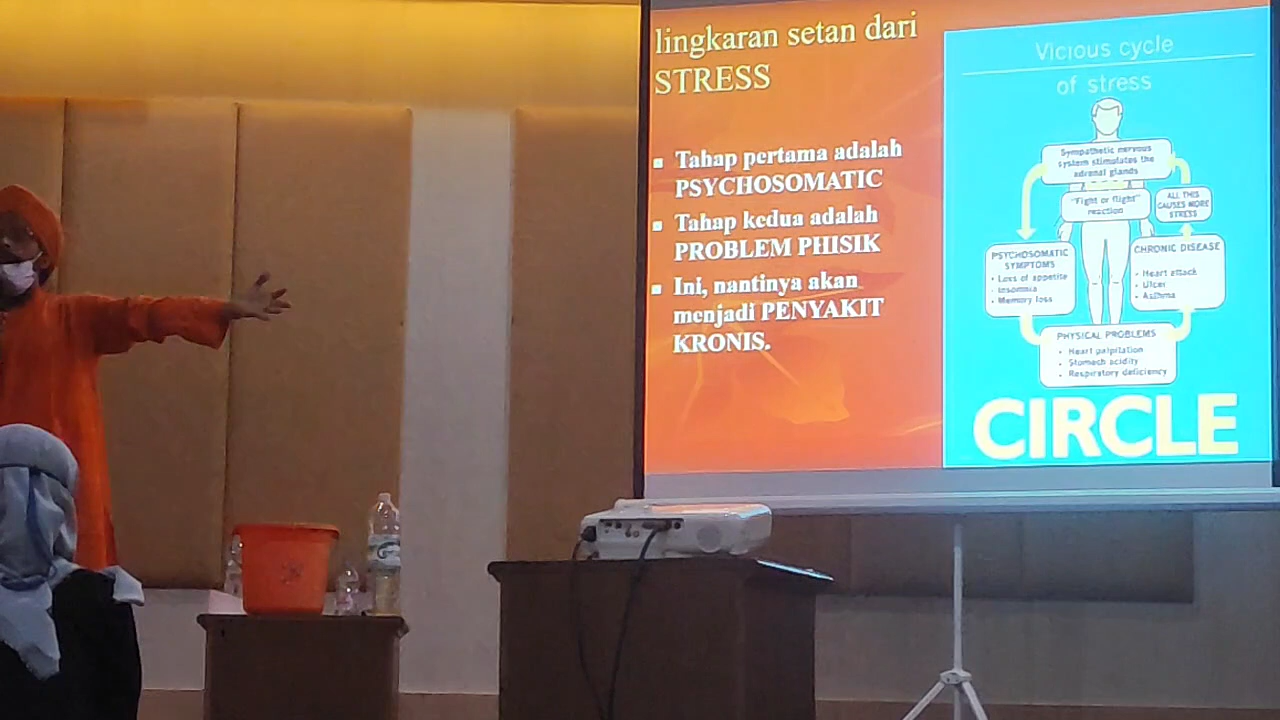 lingkaran setan dari
STRESS
Tahap pertama adalah
PSYCHOSOMATIC
Tahap kedua adalah
PROBLEM PHISIK
Ini, nantinya akan
menjadi PENYAKIT
KRONIS.
Vicious cycle
of stress
Sympathetic nervous
system stimulates the
adrenal glands
"Fight or flight"
reaction
ALL THIS
CAUSES MORE
STRESS
PSYCHOSOMATIC
SYMPTOMS
• Loss of appetite
• Insomnia
• Memory loss
CHRONIC DISEASE
• Heart attack
• Ulcer
• Asthma
PHYSICAL PROBLEMS
• Heart palpitation
• Stomach acidity
• Respiratory deficiency
CIRCLE